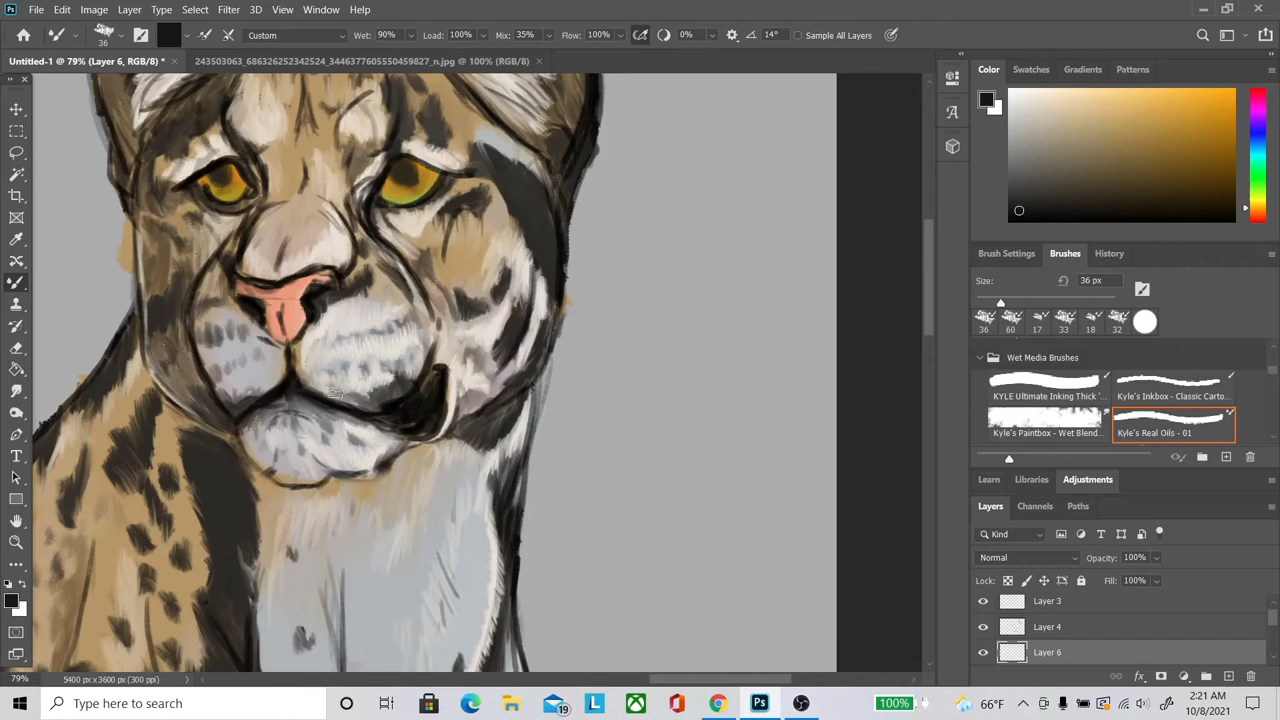 Ps File Edit Image Layer Type Select Filter 3D View Window Help
36 Custom Wet: 90% Load: 100% Mix: 35% Flow: 100% 0% 14° Sample All Layers
Untitled-1 @ 79% (Layer 6, RGB/8) * × 243503063_686326252342524_3446377605550459827_n.jpg @ 100% (RGB/8) ×
Color Swatches Gradients Patterns
Brush Settings Brushes History
Size: 36 px
36 60 17 33 18 32
Wet Media Brushes
KYLE Ultimate Inking Thick '... Kyle's Inkbox - Classic Carto...
Kyle's Paintbox - Wet Blend... Kyle's Real Oils - 01
Learn Libraries Adjustments
Layers Channels Paths
Kind
Normal Opacity: 100%
Lock: Fill: 100%
Layer 3
Layer 4
Layer 6
79% 5400 px x 3600 px (300 ppi)
Type here to search 19 L Ps 100% 66°F 2:21 AM
10/8/2021